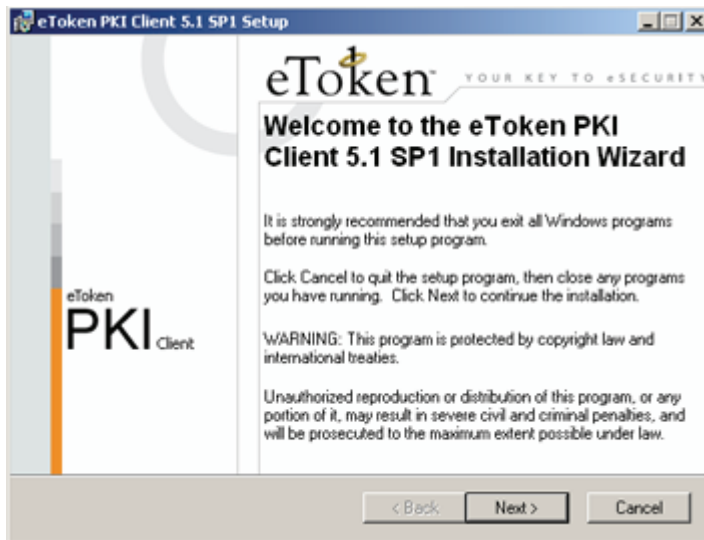 eToken PKI Client 5.1 SP1 Setup
eToken™ YOUR KEY TO eSECURITY
Welcome to the eToken PKI
Client 5.1 SP1 Installation Wizard
It is strongly recommended that you exit all Windows programs
before running this setup program.
Click Cancel to quit the setup program, then close any programs
you have running. Click Next to continue the installation.
eToken
PKI Client
WARNING: This program is protected by copyright law and
international treaties.
Unauthorized reproduction or distribution of this program, or any
portion of it, may result in severe civil and criminal penalties, and
will be prosecuted to the maximum extent possible under law.
< Back Next > Cancel